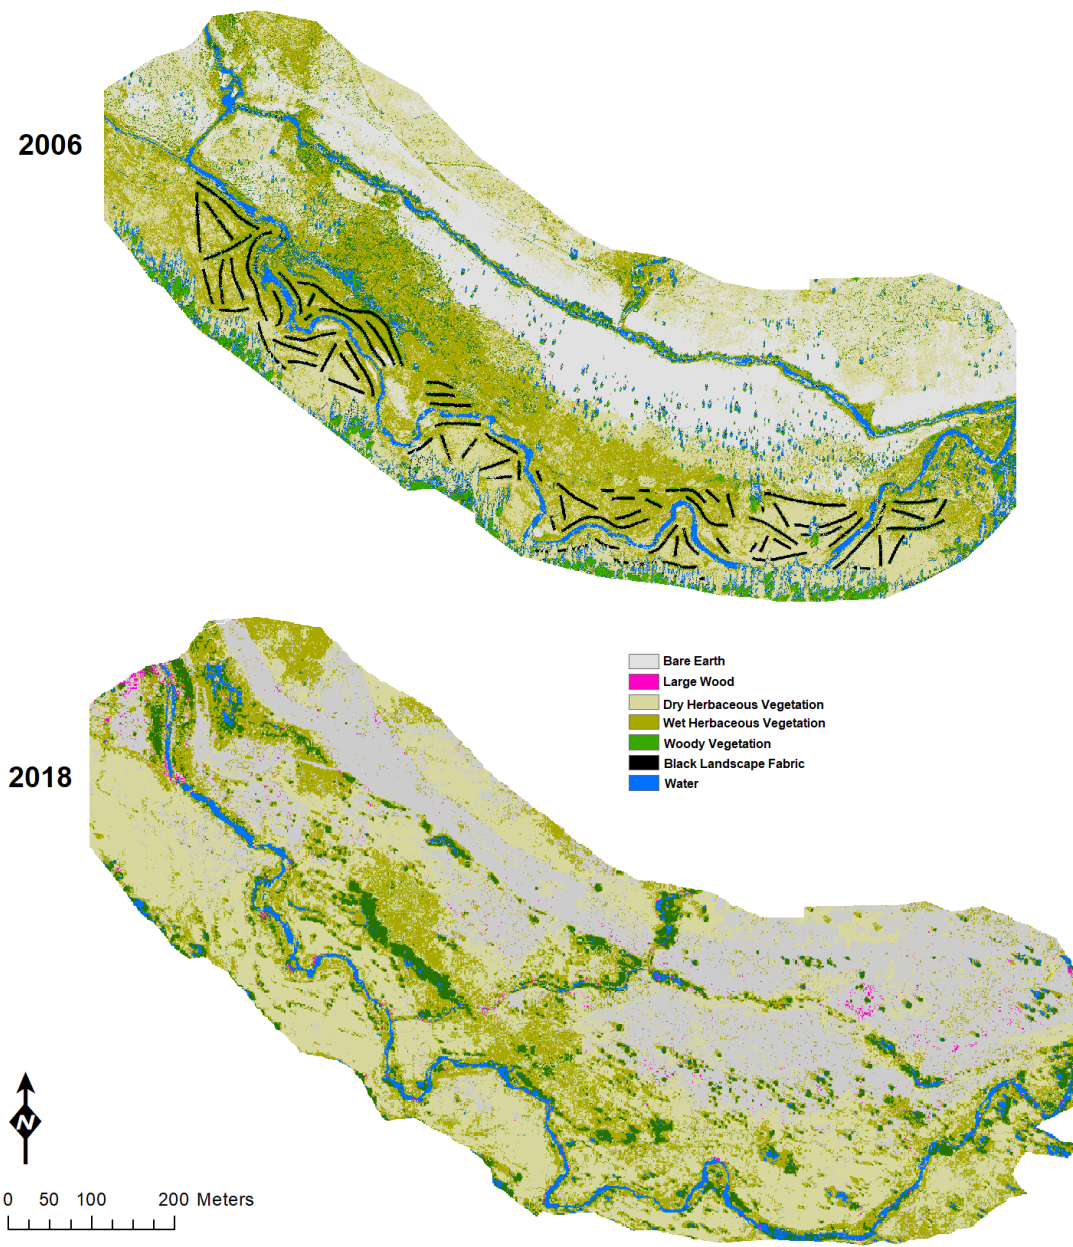 2006
Bare Earth
Large Wood
Dry Herbaceous Vegetation
Wet Herbaceous Vegetation
Woody Vegetation
Black Landscape Fabric
Water
2018
N
0 50 100 200 Meters